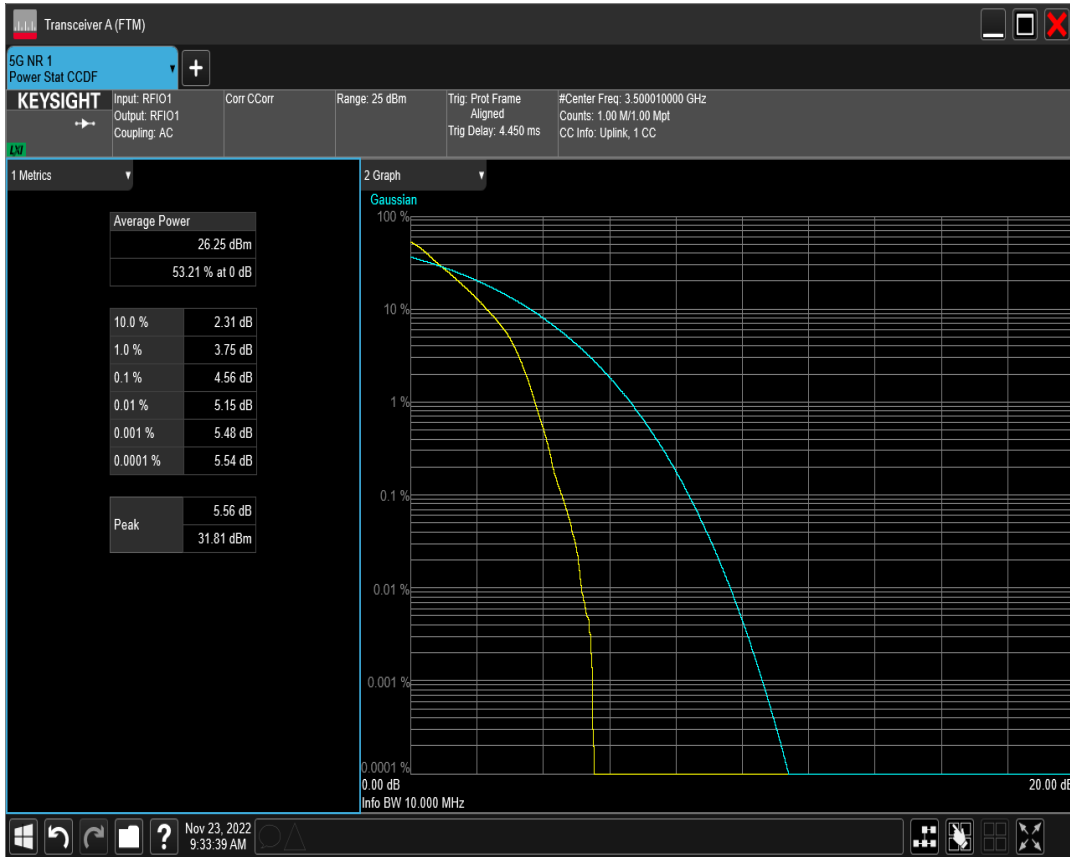 Transceiver A (FTM)
5G NR 1
Power Stat CCDF
KEYSIGHT
LXI
Input: RFIO1
Output: RFIO1
Coupling: AC
Corr CCorr
Range: 25 dBm
Trig: Prot Frame
Aligned
Trig Delay: 4.450 ms
#Center Freq: 3.500010000 GHz
Counts: 1.00 M/1.00 Mpt
CC Info: Uplink, 1 CC
1 Metrics
Average Power
26.25 dBm
53.21 % at 0 dB
10.0 % 2.31 dB
1.0 % 3.75 dB
0.1 % 4.56 dB
0.01 % 5.15 dB
0.001 % 5.48 dB
0.0001 % 5.54 dB
Peak 5.56 dB
31.81 dBm
2 Graph
Gaussian
100 %
10 %
1 %
0.1 %
0.01 %
0.001 %
0.0001 %
0.00 dB 20.00 dB
Info BW 10.000 MHz
?
Nov 23, 2022
9:33:39 AM